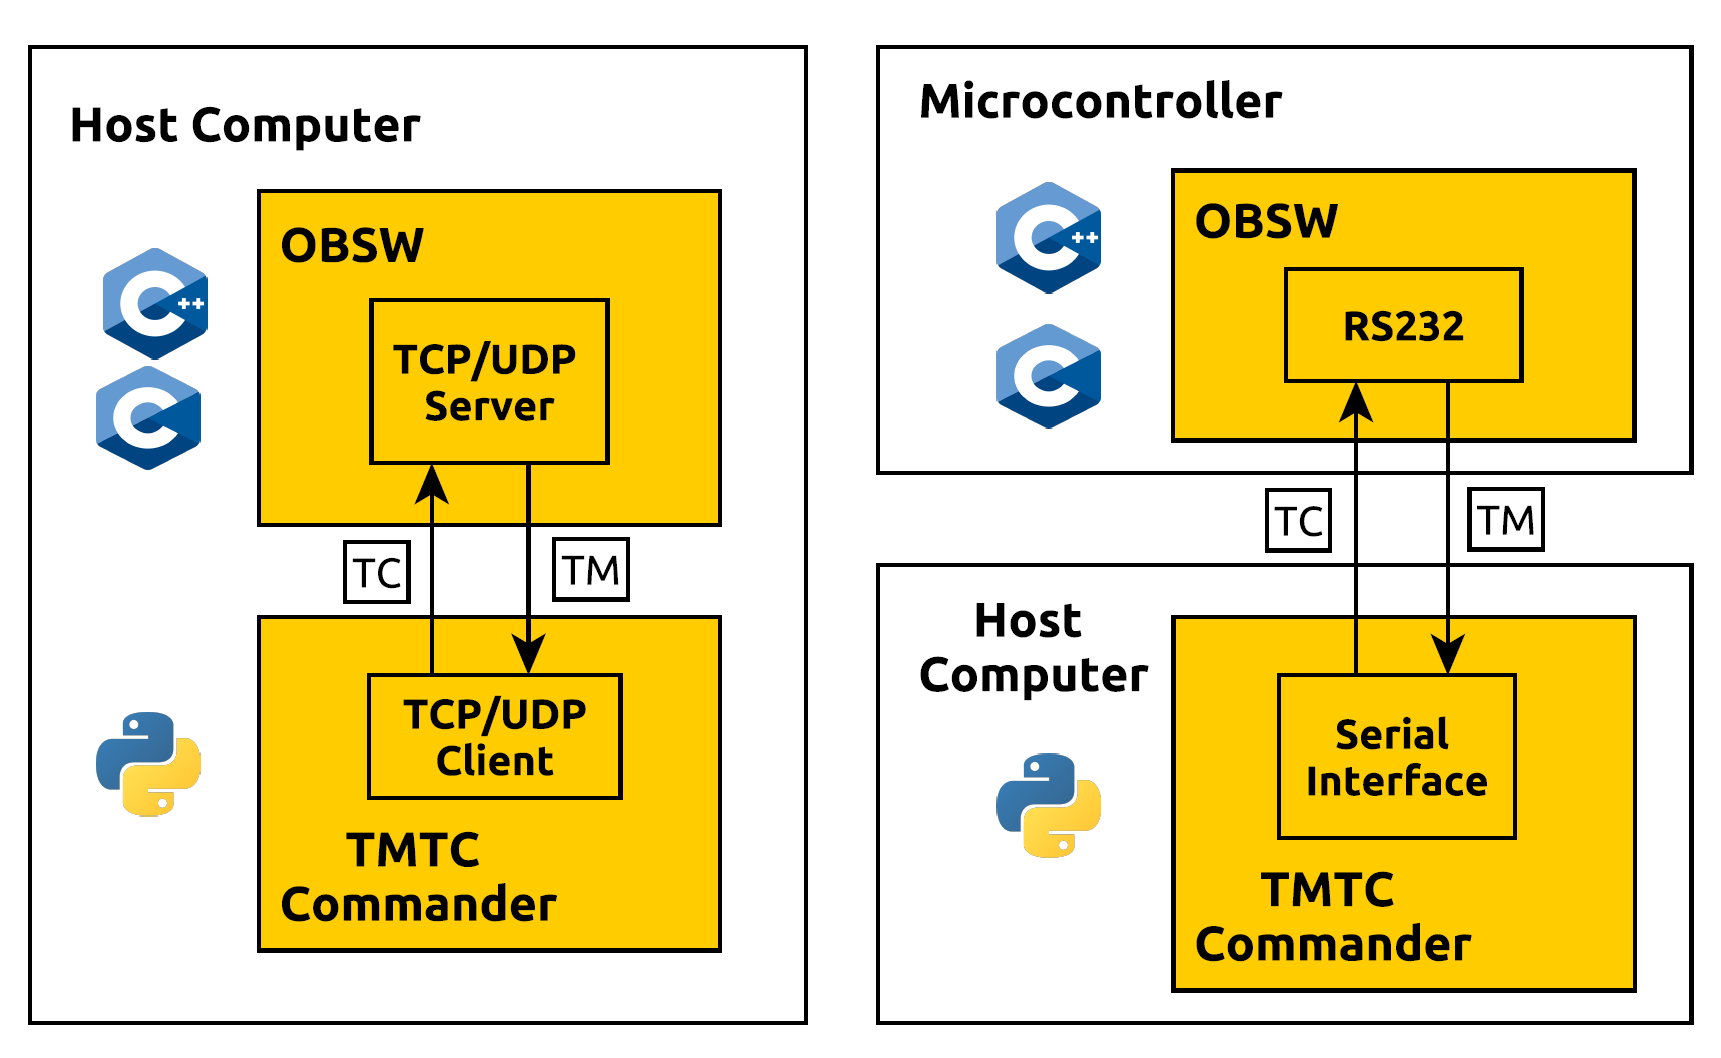 Host Computer
OBSW
C++
C
TCP/UDP
Server
TC
TM
TCP/UDP
Client
TMTC
Commander
Microcontroller
OBSW
C++
C
RS232
TC
TM
Host
Computer
Serial
Interface
TMTC
Commander